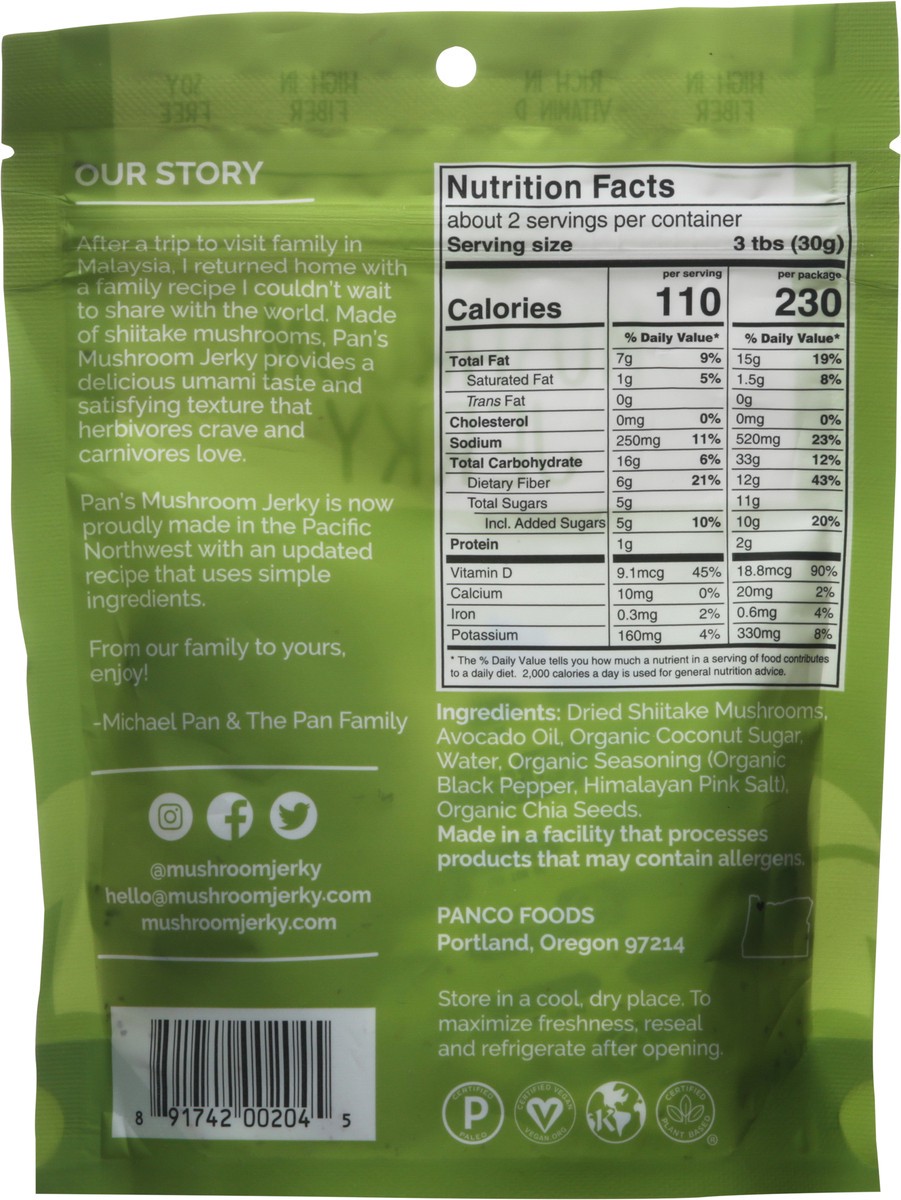 OUR STORY
After a trip to visit family in
Malaysia, I returned home with
a family recipe I couldn't wait
to share with the world. Made
of shiitake mushrooms, Pan's
Mushroom Jerky provides a
delicious umami taste and
satisfying texture that
herbivores crave and
carnivores love.
Pan's Mushroom Jerky is now
proudly made in the Pacific
Northwest with an updated
recipe that uses simple
ingredients.
From our family to yours,
enjoy!
-Michael Pan & The Pan Family
@mushroomjerky
hello@mushroomjerky.com
mushroomjerky.com
8 91742 00204 5
Nutrition Facts
about 2 servings per container
Serving size 3 tbs (30g)
per serving per package
Calories 110 230
% Daily Value* % Daily Value*
Total Fat 7g 9% 15g 19%
Saturated Fat 1g 5% 1.5g 8%
Trans Fat 0g 0g
Cholesterol 0mg 0% 0mg 0%
Sodium 250mg 11% 520mg 23%
Total Carbohydrate 16g 6% 33g 12%
Dietary Fiber 6g 21% 12g 43%
Total Sugars 5g 11g
Incl. Added Sugars 5g 10% 10g 20%
Protein 1g 2g
Vitamin D 9.1mcg 45% 18.8mcg 90%
Calcium 10mg 0% 20mg 2%
Iron 0.3mg 2% 0.6mg 4%
Potassium 160mg 4% 330mg 8%
* The % Daily Value tells you how much a nutrient in a serving of food contributes
to a daily diet. 2,000 calories a day is used for general nutrition advice.
Ingredients: Dried Shiitake Mushrooms,
Avocado Oil, Organic Coconut Sugar,
Water, Organic Seasoning (Organic
Black Pepper, Himalayan Pink Salt),
Organic Chia Seeds.
Made in a facility that processes
products that may contain allergens.
PANCO FOODS
Portland, Oregon 97214
Store in a cool, dry place. To
maximize freshness, reseal
and refrigerate after opening.
CERTIFIED P PALEO
CERTIFIED VEGAN V VEGAN.ORG
iK
CERTIFIED PLANT BASED ®